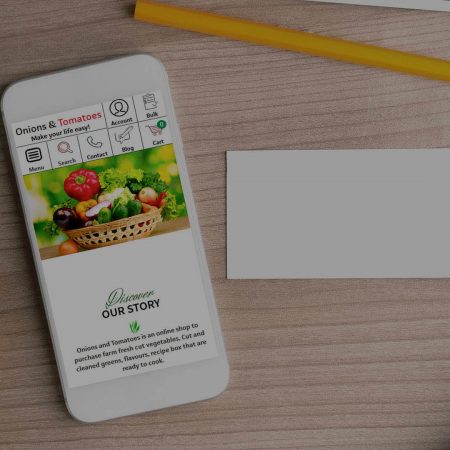 Onions & Tomatoes
Make your life easy!
Account
Bulk
Menu
Search
Contact
Blog
0
Cart
Discover
OUR STORY
Onions and Tomatoes is an online shop to
purchase farm fresh cut vegetables. Cut and
cleaned greens, flavours, recipe box that are
ready to cook.